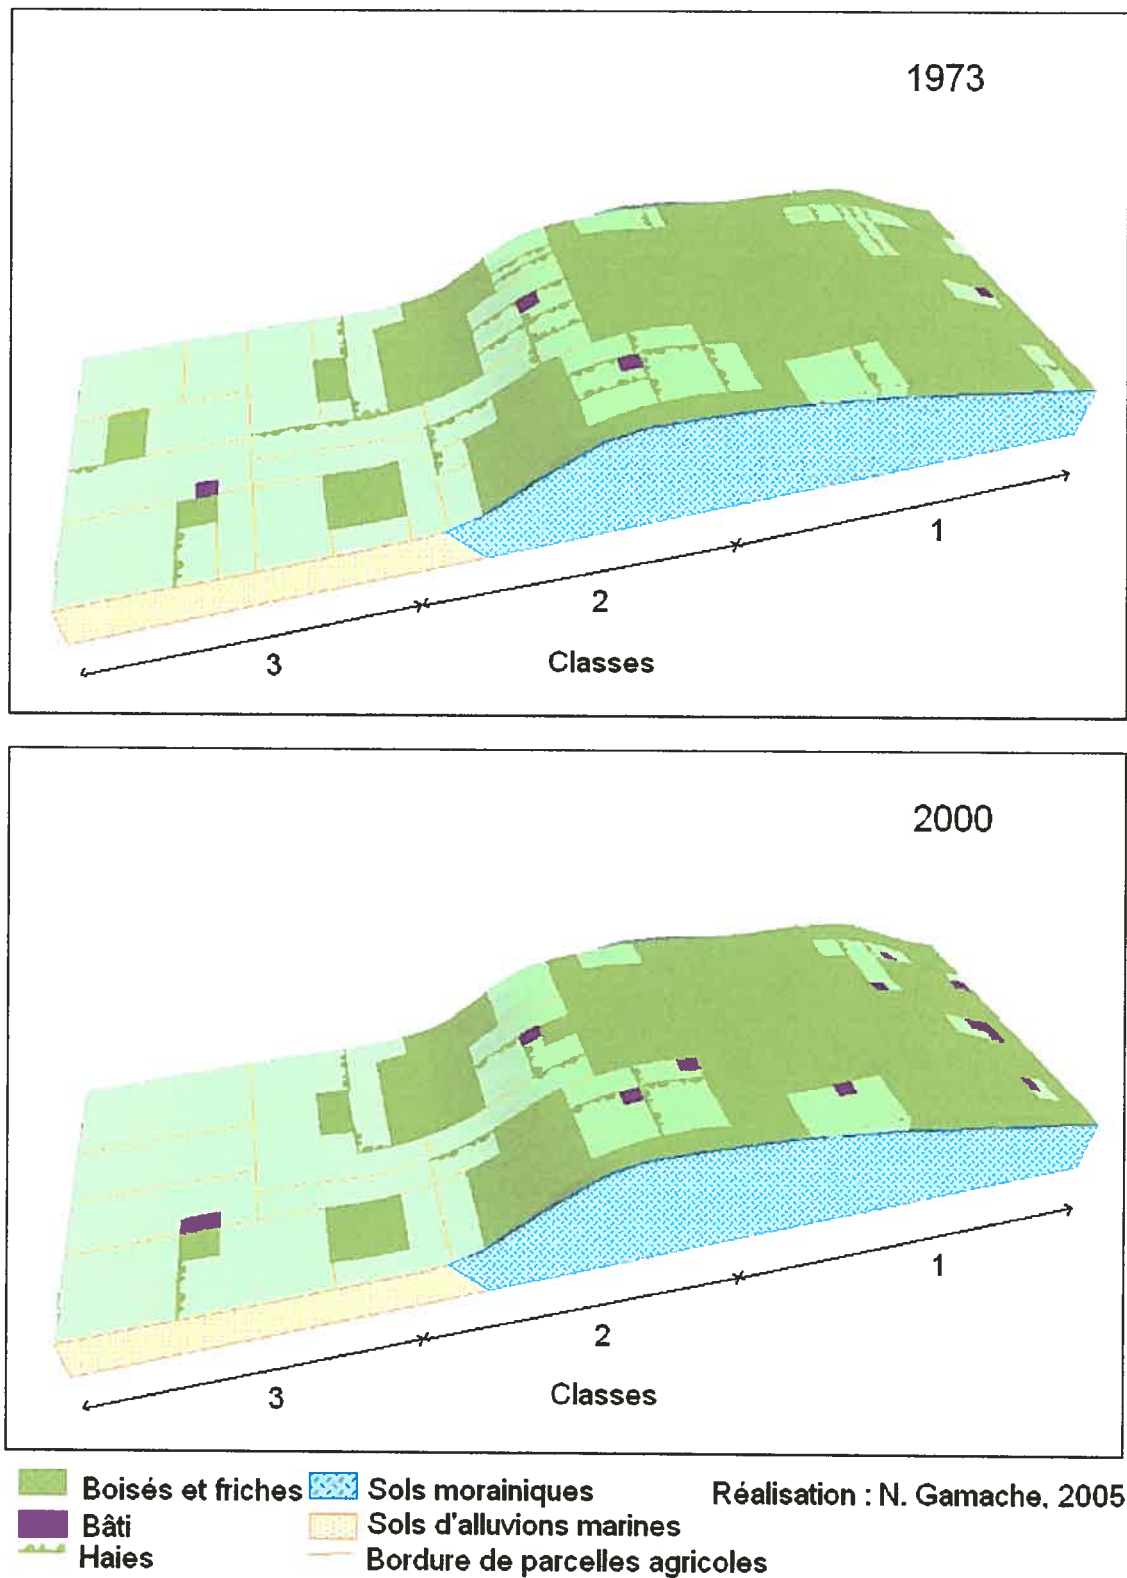 1973
1
2
3
Classes
2000
1
2
3
Classes
Boisés et friches
Sols morainiques
Réalisation : N. Gamache, 2005
Bâti
Sols d'alluvions marines
Haies
Bordure de parcelles agricoles